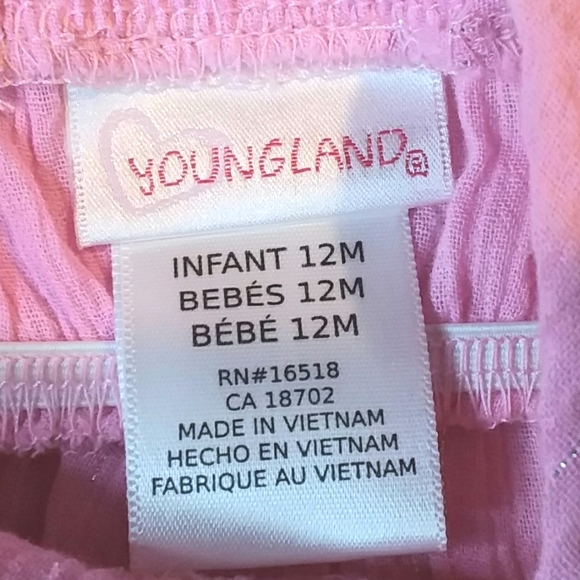 YOUNGLAND®
INFANT 12M
BEBÉS 12M
BÉBÉ 12M
RN#16518
CA 18702
MADE IN VIETNAM
HECHO EN VIETNAM
FABRIQUE AU VIETNAM